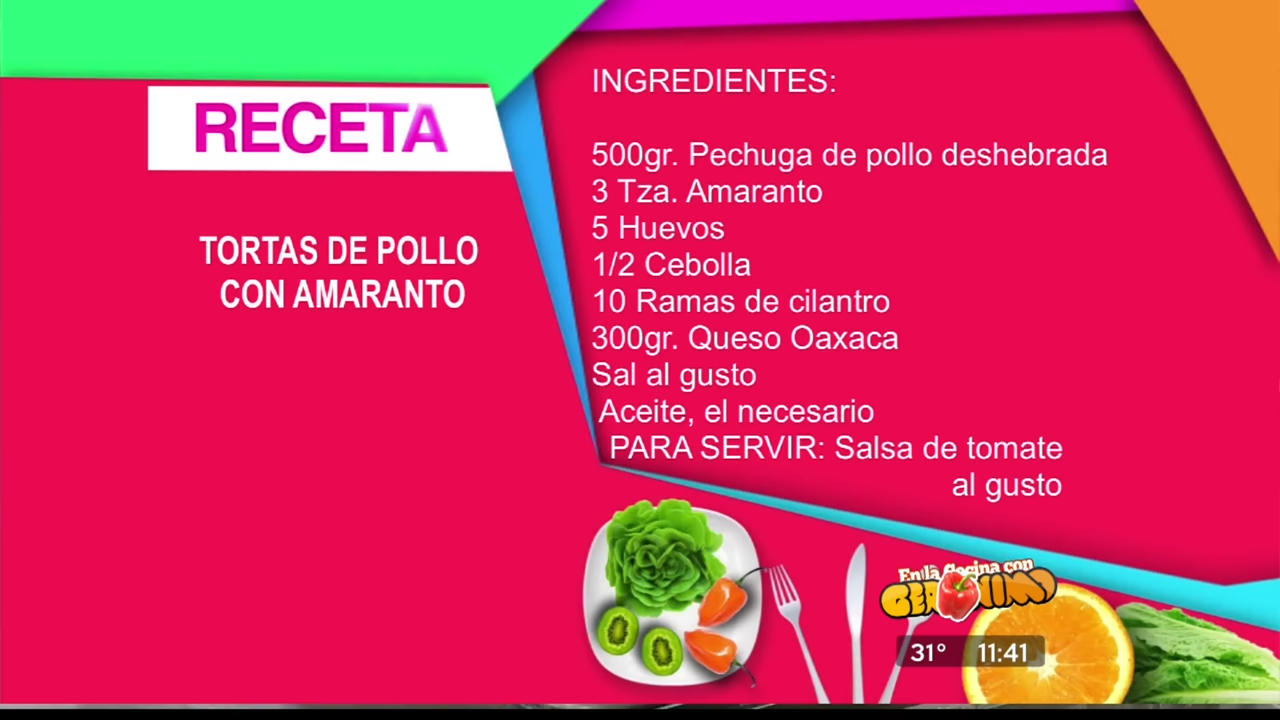 RECETA
TORTAS DE POLLO
CON AMARANTO
INGREDIENTES:
500gr. Pechuga de pollo deshebrada
3 Tza. Amaranto
5 Huevos
1/2 Cebolla
10 Ramas de cilantro
300gr. Queso Oaxaca
Sal al gusto
Aceite, el necesario
PARA SERVIR: Salsa de tomate
al gusto
En la Cocina con
GERONIMO
31° 11:41